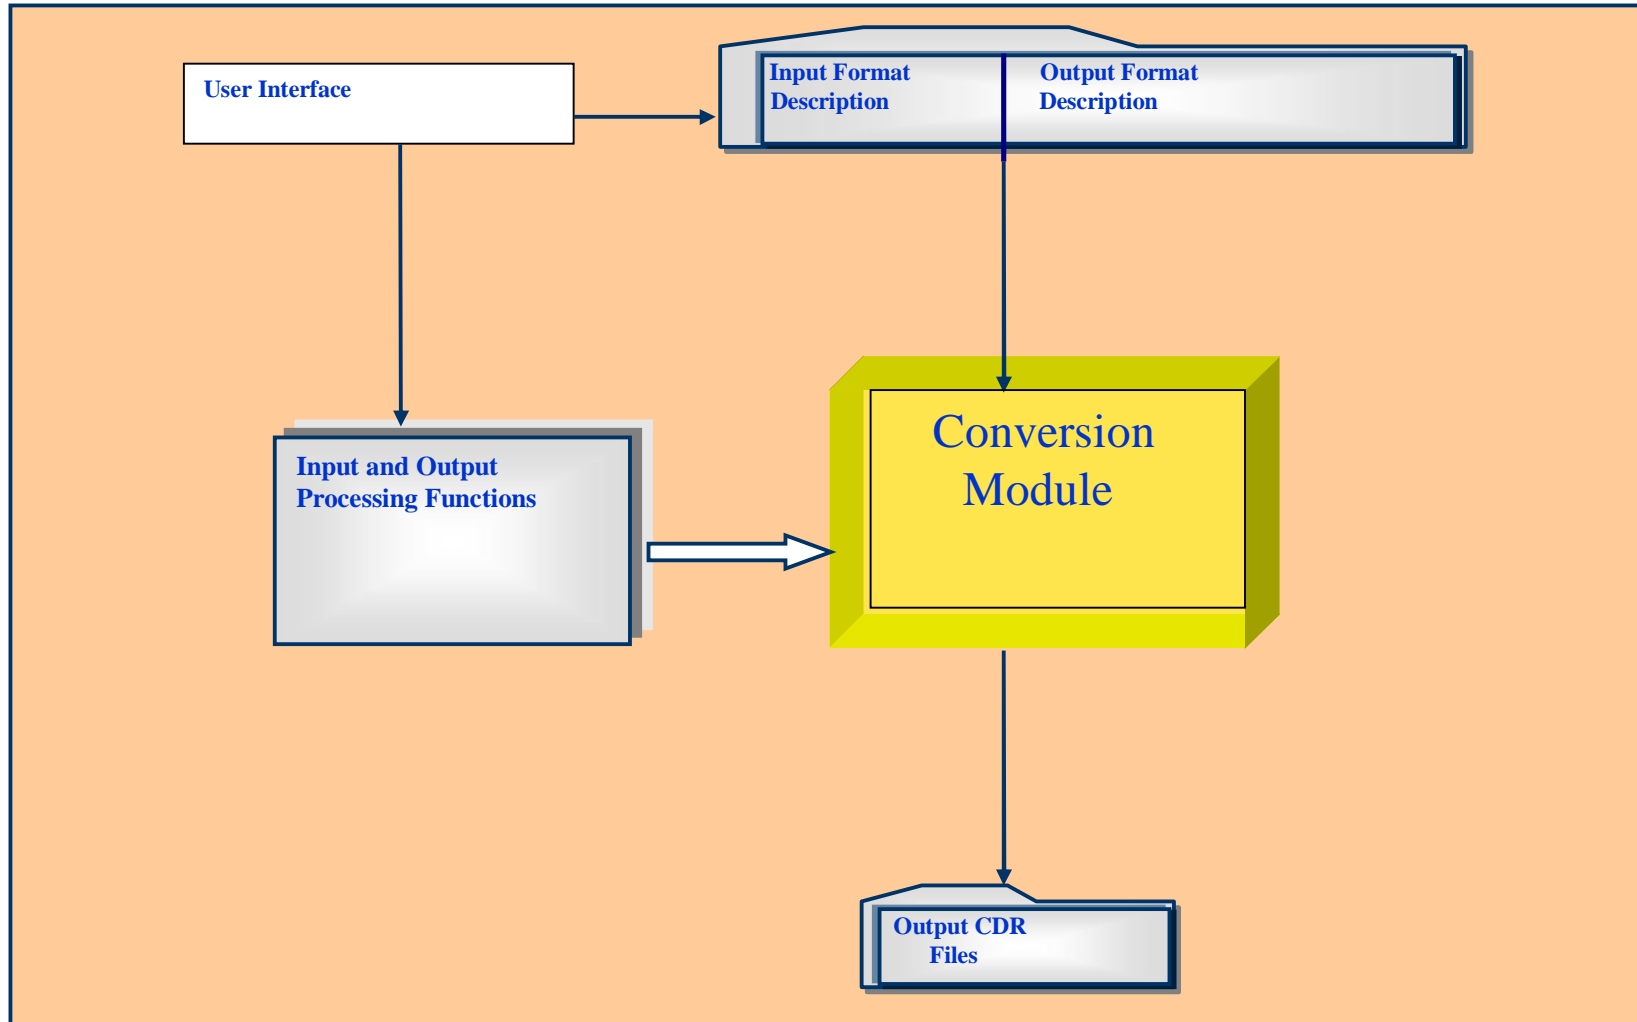 User Interface
Input Format
Description
Output Format
Description
Input and Output
Processing Functions
Conversion
Module
Output CDR
Files